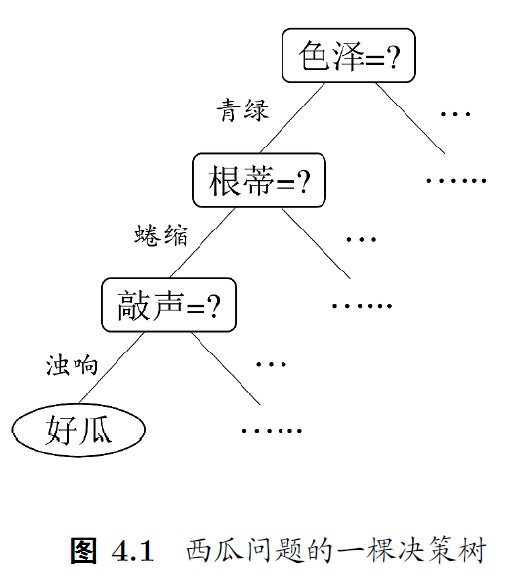 色泽=?
青绿
…
根蒂=?
……
蜷缩
…
敲声=?
……
浊响
…
好瓜
……
图 4.1 西瓜问题的一棵决策树